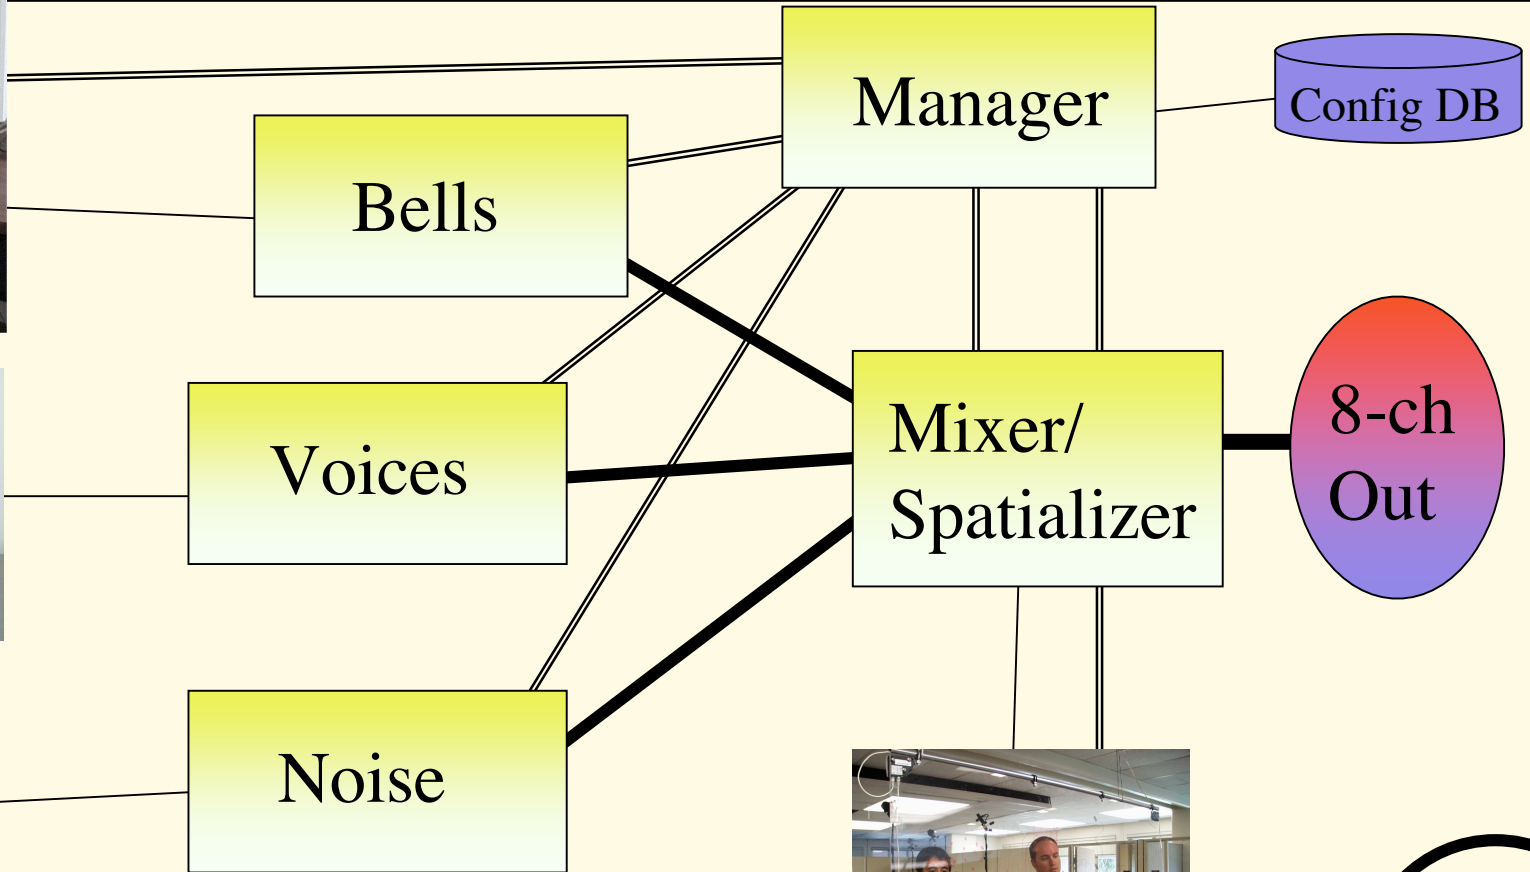 Manager
Config DB
Bells
Mixer/
Spatializer
8-ch
Out
Voices
Noise